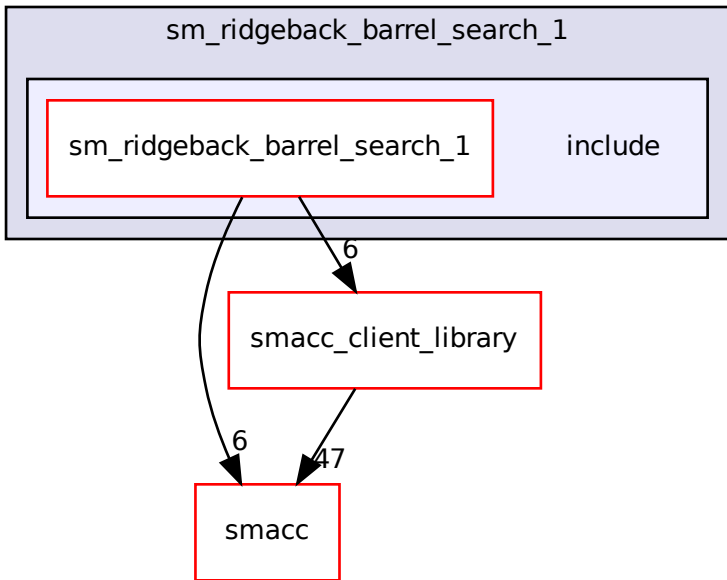 sm_ridgeback_barrel_search_1
sm_ridgeback_barrel_search_1
include
6
smacc_client_library
6
47
smacc